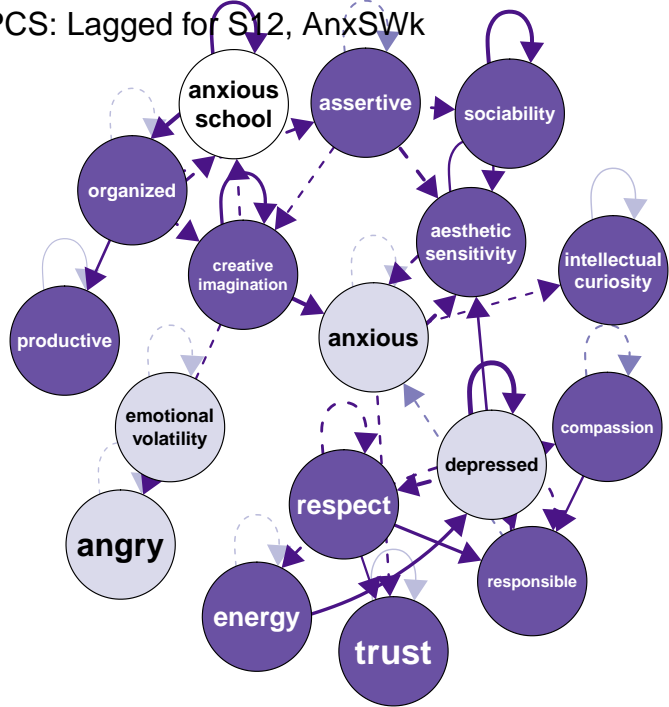 PCS: Lagged for S12, AnxSWk
anxious
school
assertive
sociability
organized
aesthetic
sensitivity
creative
imagination
intellectual
curiosity
productive
anxious
emotional
volatility
compassion
depressed
respect
angry
responsible
energy
trust